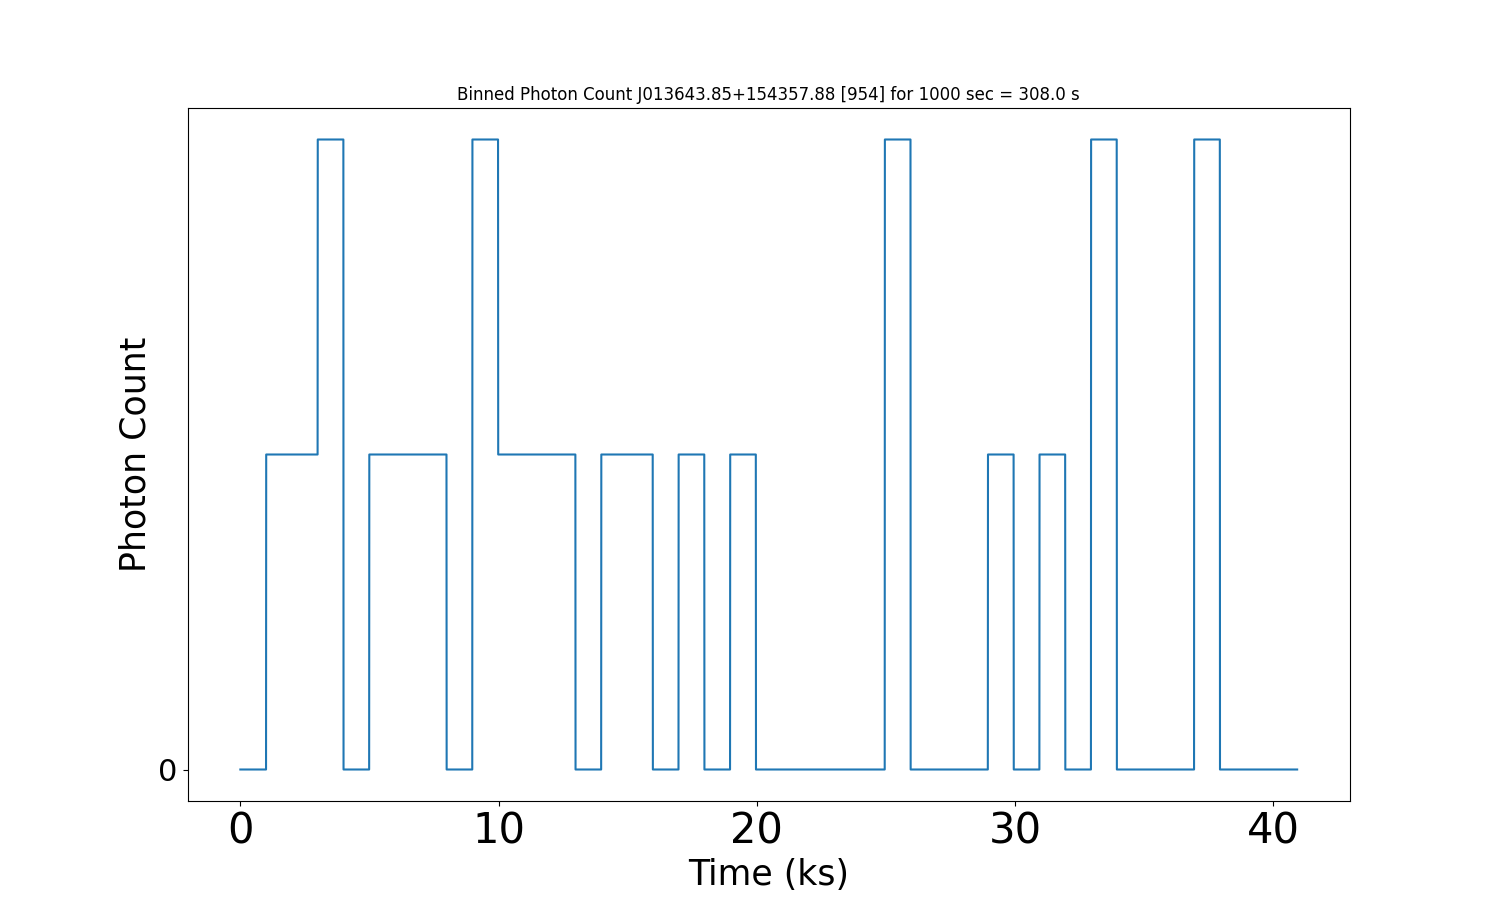 Binned Photon Count J013643.85+154357.88 [954] for 1000 sec = 308.0 s
Photon Count
0
0 10 20 30 40
Time (ks)